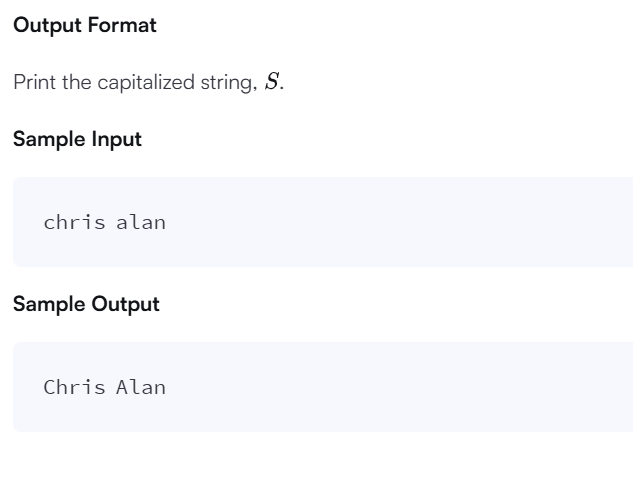 Output Format
Print the capitalized string, S.
Sample Input
chris alan
Sample Output
Chris Alan